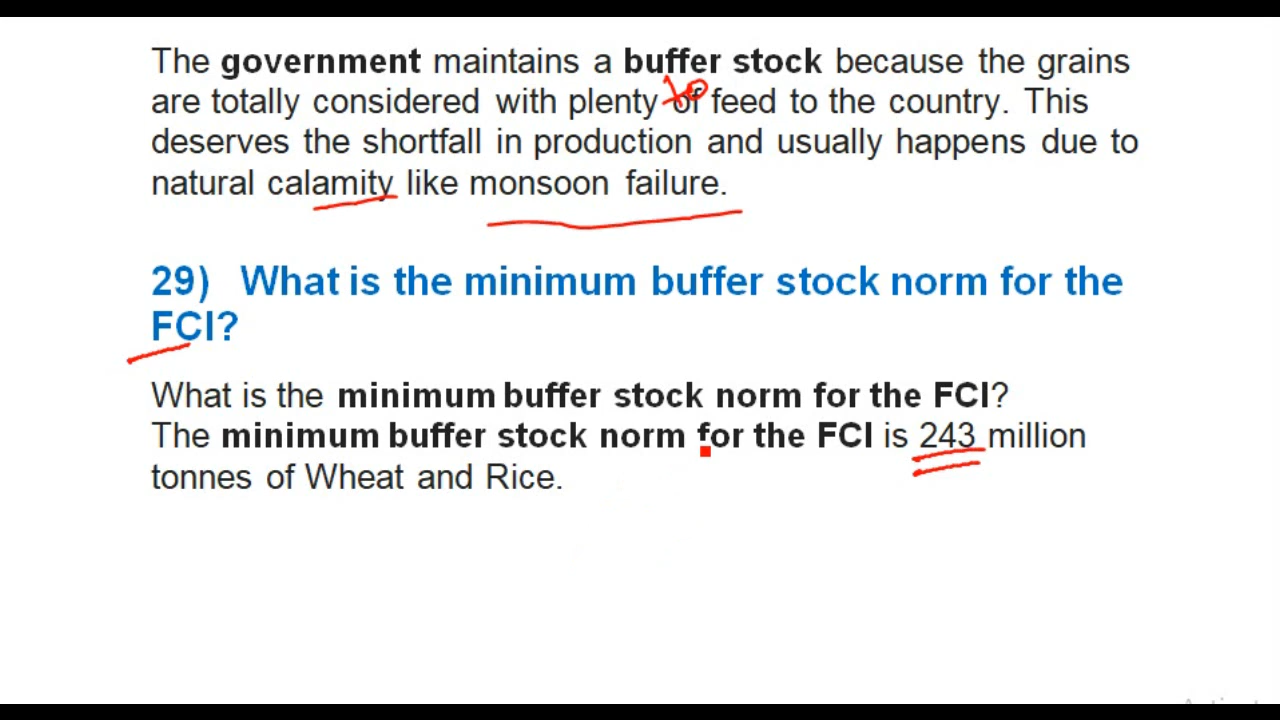 The government maintains a buffer stock because the grains
are totally considered with plenty of feed to the country. This
deserves the shortfall in production and usually happens due to
natural calamity like monsoon failure.
29) What is the minimum buffer stock norm for the
FCI?
What is the minimum buffer stock norm for the FCI?
The minimum buffer stock norm for the FCI is 243 million
tonnes of Wheat and Rice.